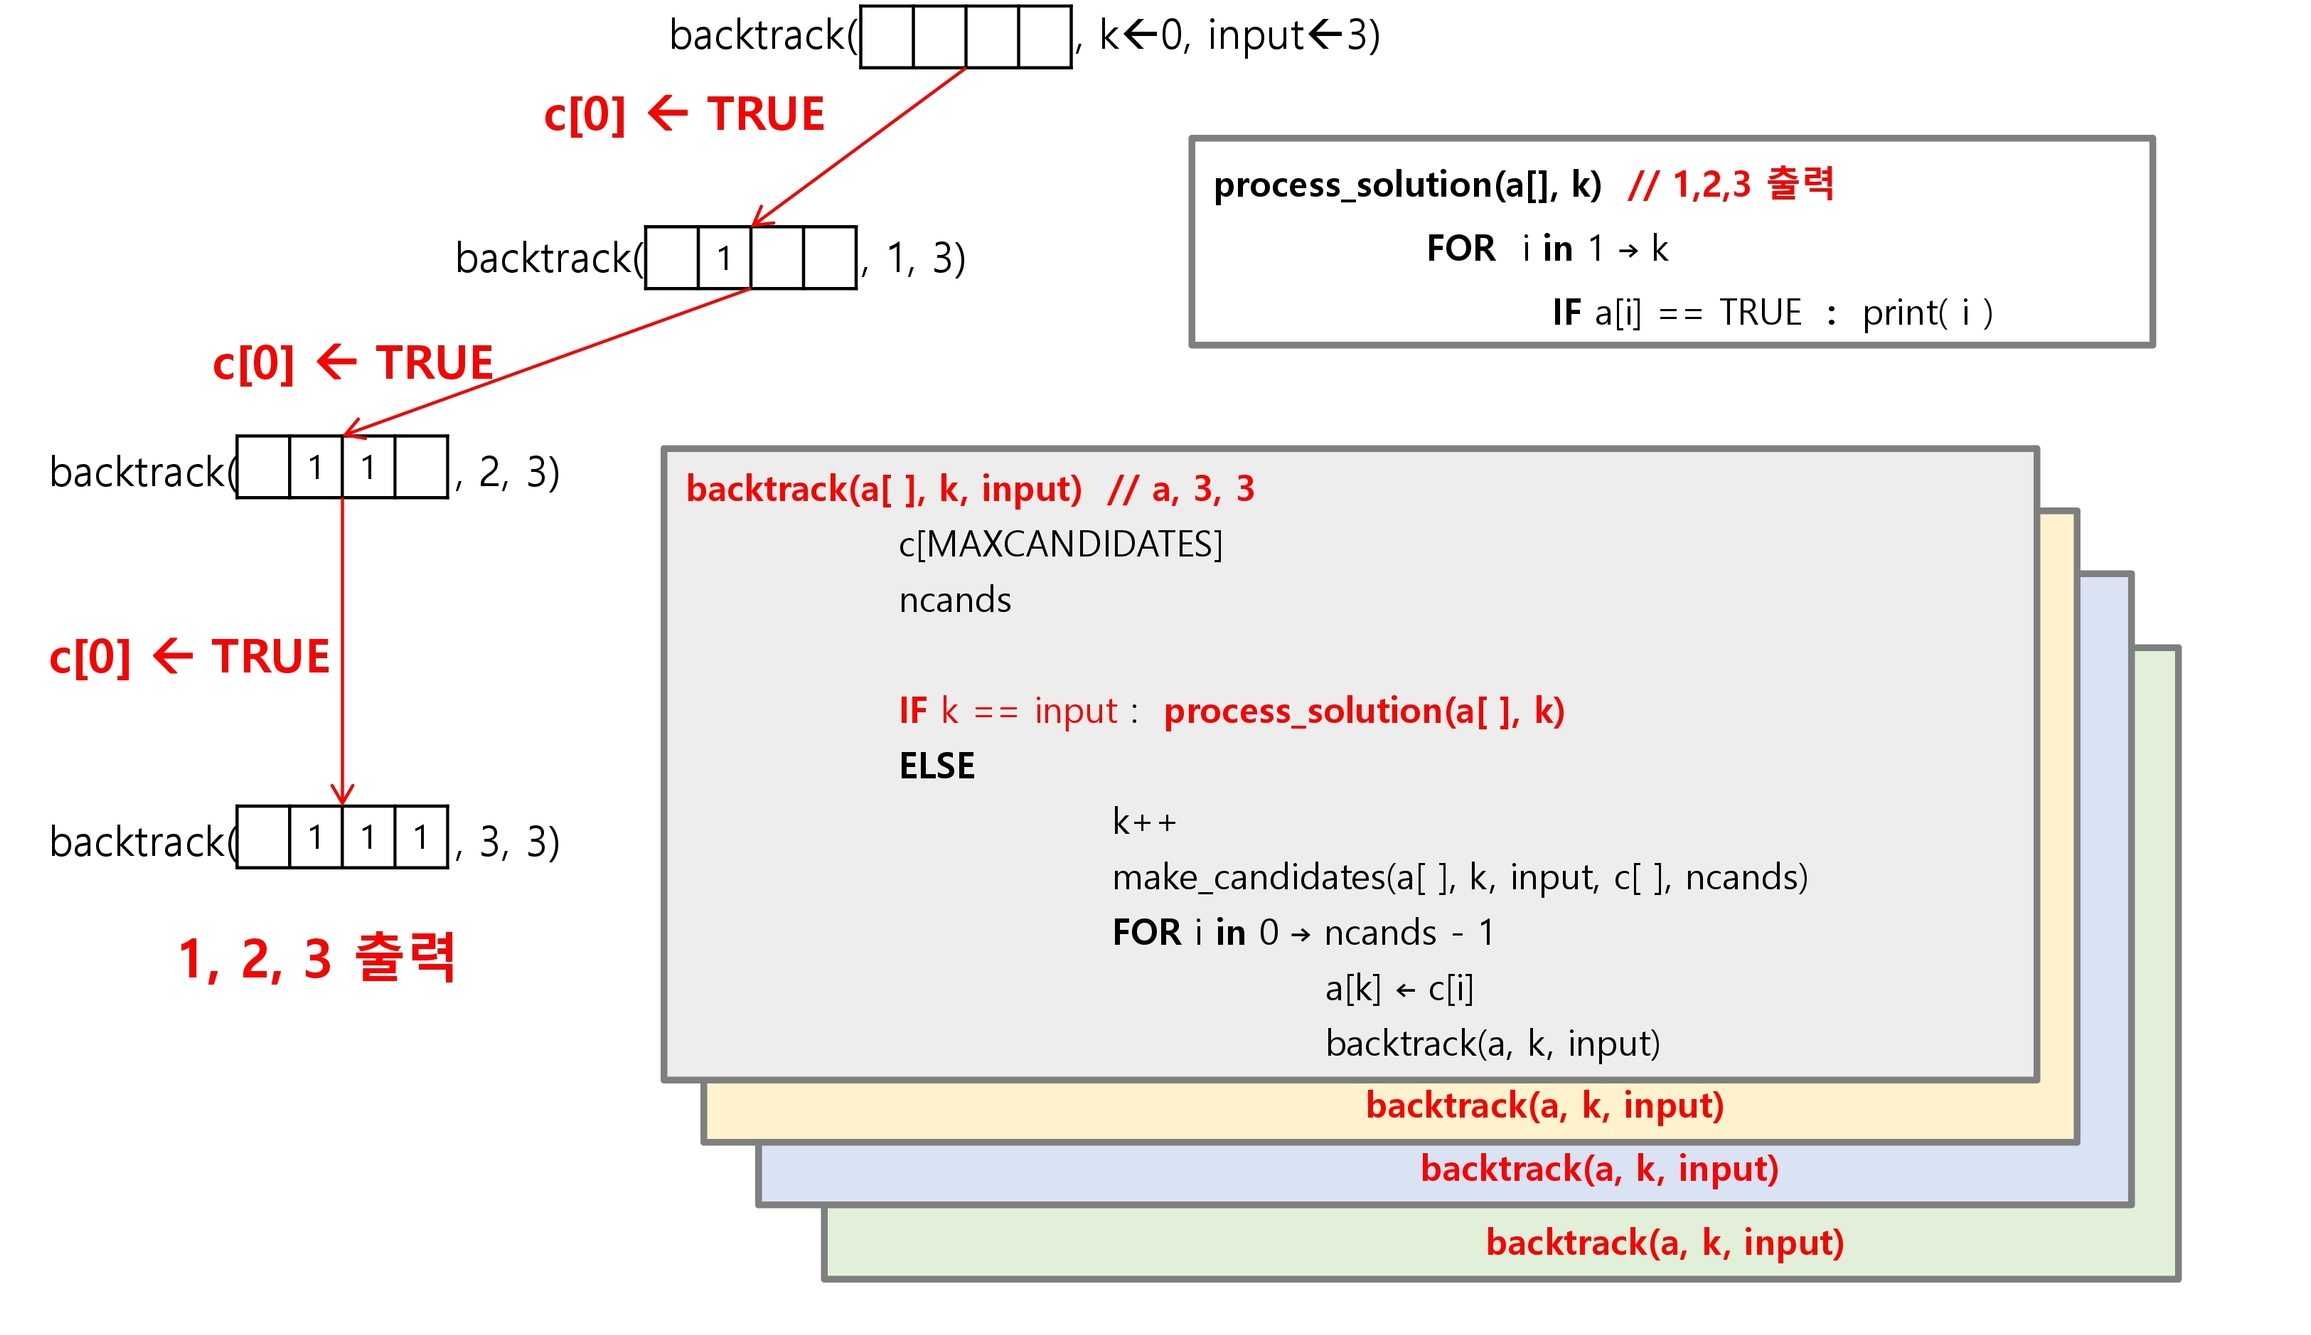 backtrack( , k←0, input←3)
c[0] ← TRUE
backtrack( 1 , 1, 3)
c[0] ← TRUE
backtrack( 1 1 , 2, 3)
c[0] ← TRUE
backtrack( 1 1 1 , 3, 3)
1, 2, 3 출력
process_solution(a[], k) // 1,2,3 출력
FOR i in 1 → k
IF a[i] == TRUE : print( i )
backtrack(a[ ], k, input) // a, 3, 3
c[MAXCANDIDATES]
ncands
IF k == input : process_solution(a[ ], k)
ELSE
k++
make_candidates(a[ ], k, input, c[ ], ncands)
FOR i in 0 → ncands - 1
a[k] ← c[i]
backtrack(a, k, input)
backtrack(a, k, input)
backtrack(a, k, input)
backtrack(a, k, input)